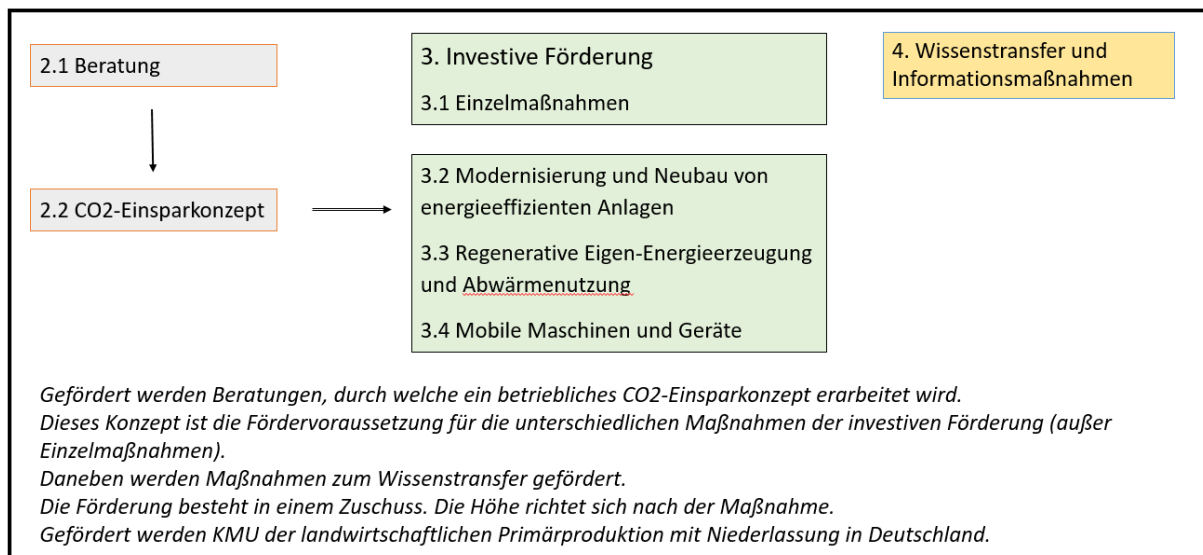 2.1 Beratung
2.2 CO2-Einsparkonzept
3. Investive Förderung
3.1 Einzelmaßnahmen
3.2 Modernisierung und Neubau von
energieeffizienten Anlagen
3.3 Regenerative Eigen-Energieerzeugung
und Abwärmenutzung
3.4 Mobile Maschinen und Geräte
4. Wissenstransfer und
Informationsmaßnahmen
Gefördert werden Beratungen, durch welche ein betriebliches CO2-Einsparkonzept erarbeitet wird.
Dieses Konzept ist die Fördervoraussetzung für die unterschiedlichen Maßnahmen der investiven Förderung (außer
Einzelmaßnahmen).
Daneben werden Maßnahmen zum Wissenstransfer gefördert.
Die Förderung besteht in einem Zuschuss. Die Höhe richtet sich nach der Maßnahme.
Gefördert werden KMU der landwirtschaftlichen Primärproduktion mit Niederlassung in Deutschland.